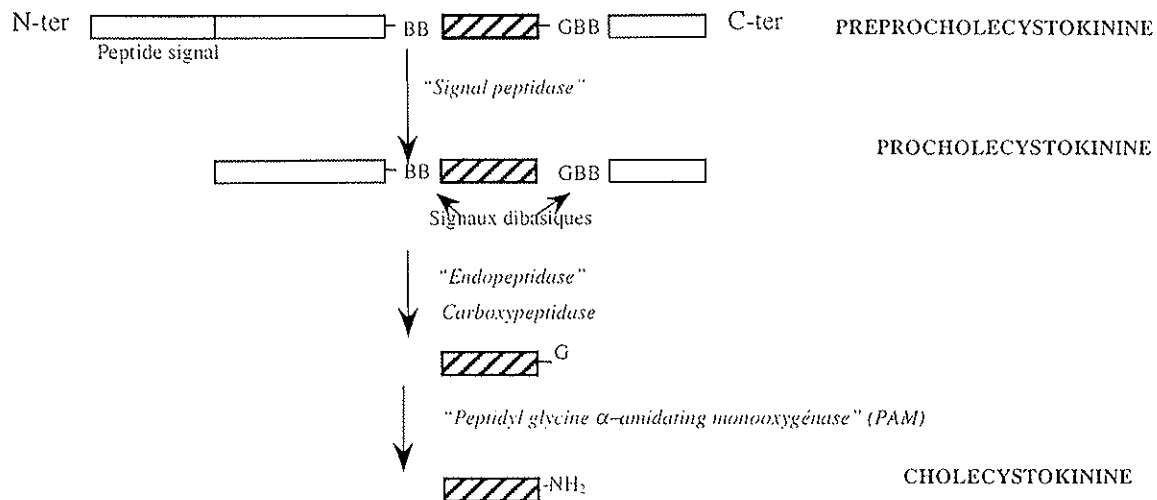 N-ter BB GBB C-ter PREPROCHOLECYSTOKININE
Peptide signal
"Signal peptidase"
PROCHOLECYSTOKININE
BB GBB
Signaux dibasiques
"Endopeptidase"
Carboxypeptidase
G
"Peptidyl glycine α-amidating monooxygénase" (PAM)
-NH2 CHOLECYSTOKININE